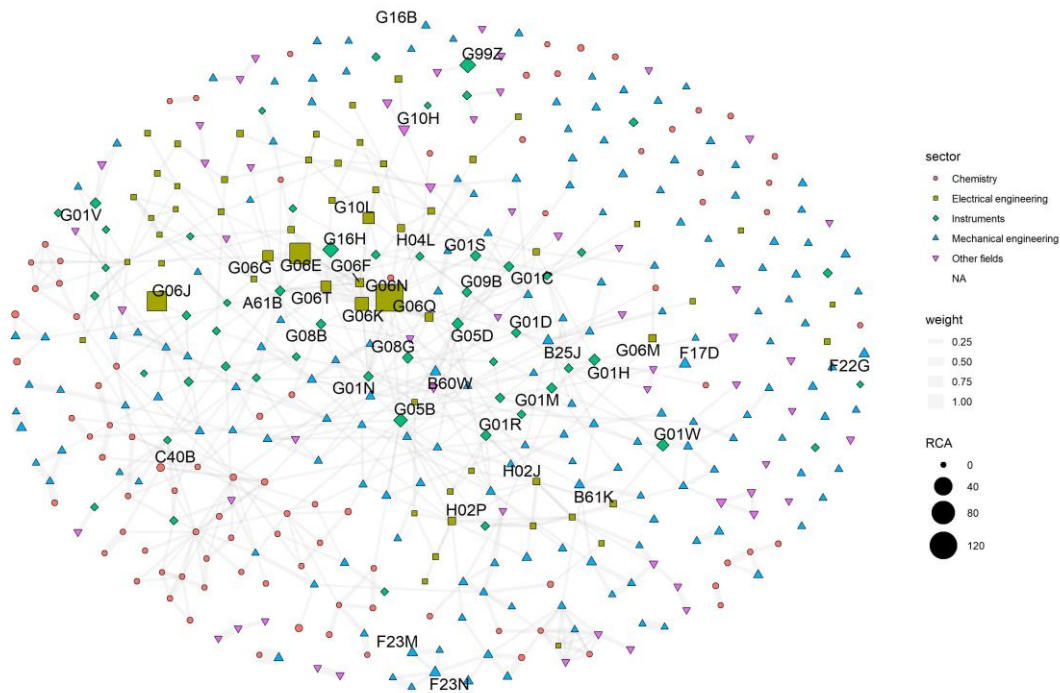 G16B
G99Z
G10H
G01V
G10L
G16H
H04L
G01S
G06G
G06E
G06F
G01C
G06J
G06T
G06N
G09B
A61B
G06K
G06Q
G08B
G05D
G01D
G08G
B25J
G06M
F17D
G01N
B60W
G01H
F22G
G01M
G05B
G01R
G01W
C40B
H02J
B61K
H02P
F23M
F23N
sector
Chemistry
Electrical engineering
Instruments
Mechanical engineering
Other fields
NA
weight
0.25
0.50
0.75
1.00
RCA
0
40
80
120